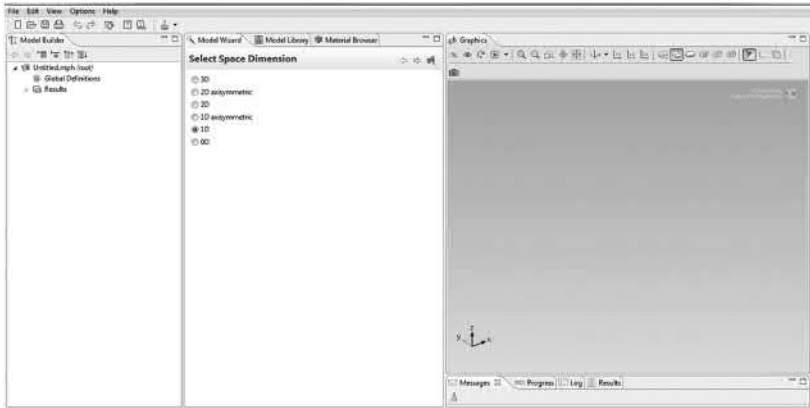 File Edit View Options Help
Model Builder
Untitled.mph (root)
Global Definitions
Results
Model Wizard Model Library Material Browser
Select Space Dimension
3D
2D axisymmetric
2D
1D axisymmetric
1D
0D
Graphics
z
y x
Messages Progress Log Results